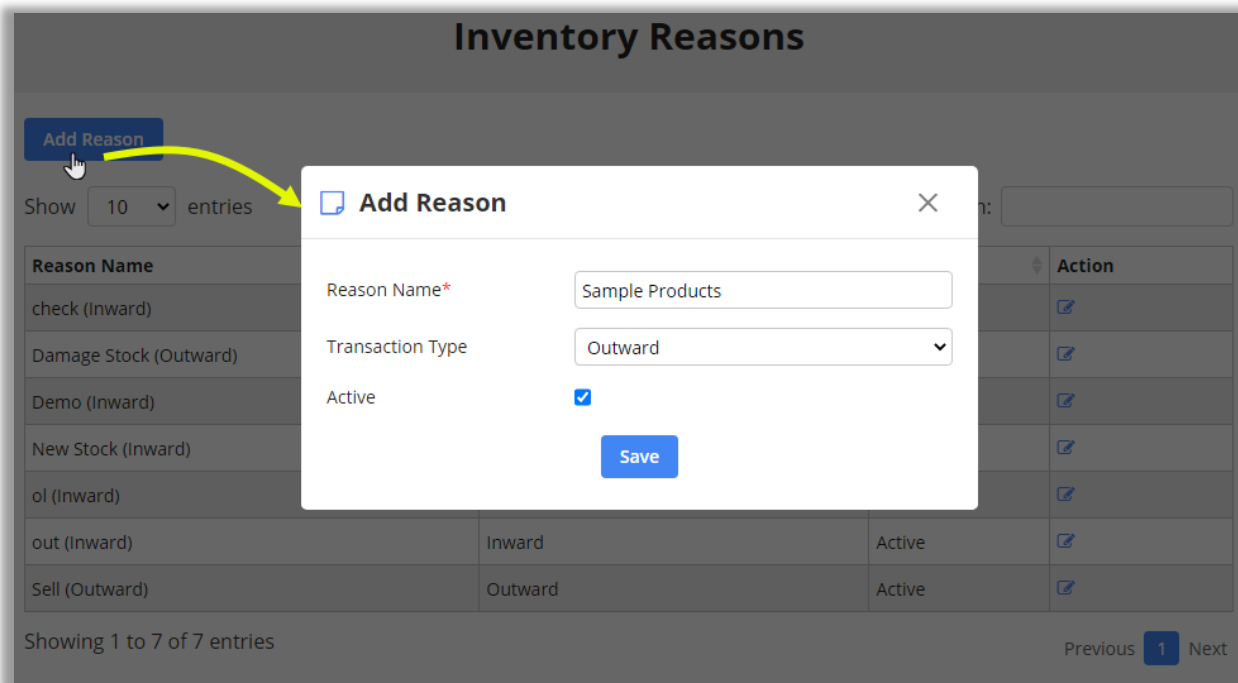 Inventory Reasons
Add Reason
Show 10 entries
h:
Add Reason
Reason Name*
Sample Products
Transaction Type
Outward
Active
Save
Reason Name Action
check (Inward)
Damage Stock (Outward)
Demo (Inward)
New Stock (Inward)
ol (Inward)
out (Inward) Inward Active
Sell (Outward) Outward Active
Showing 1 to 7 of 7 entries
Previous 1 Next